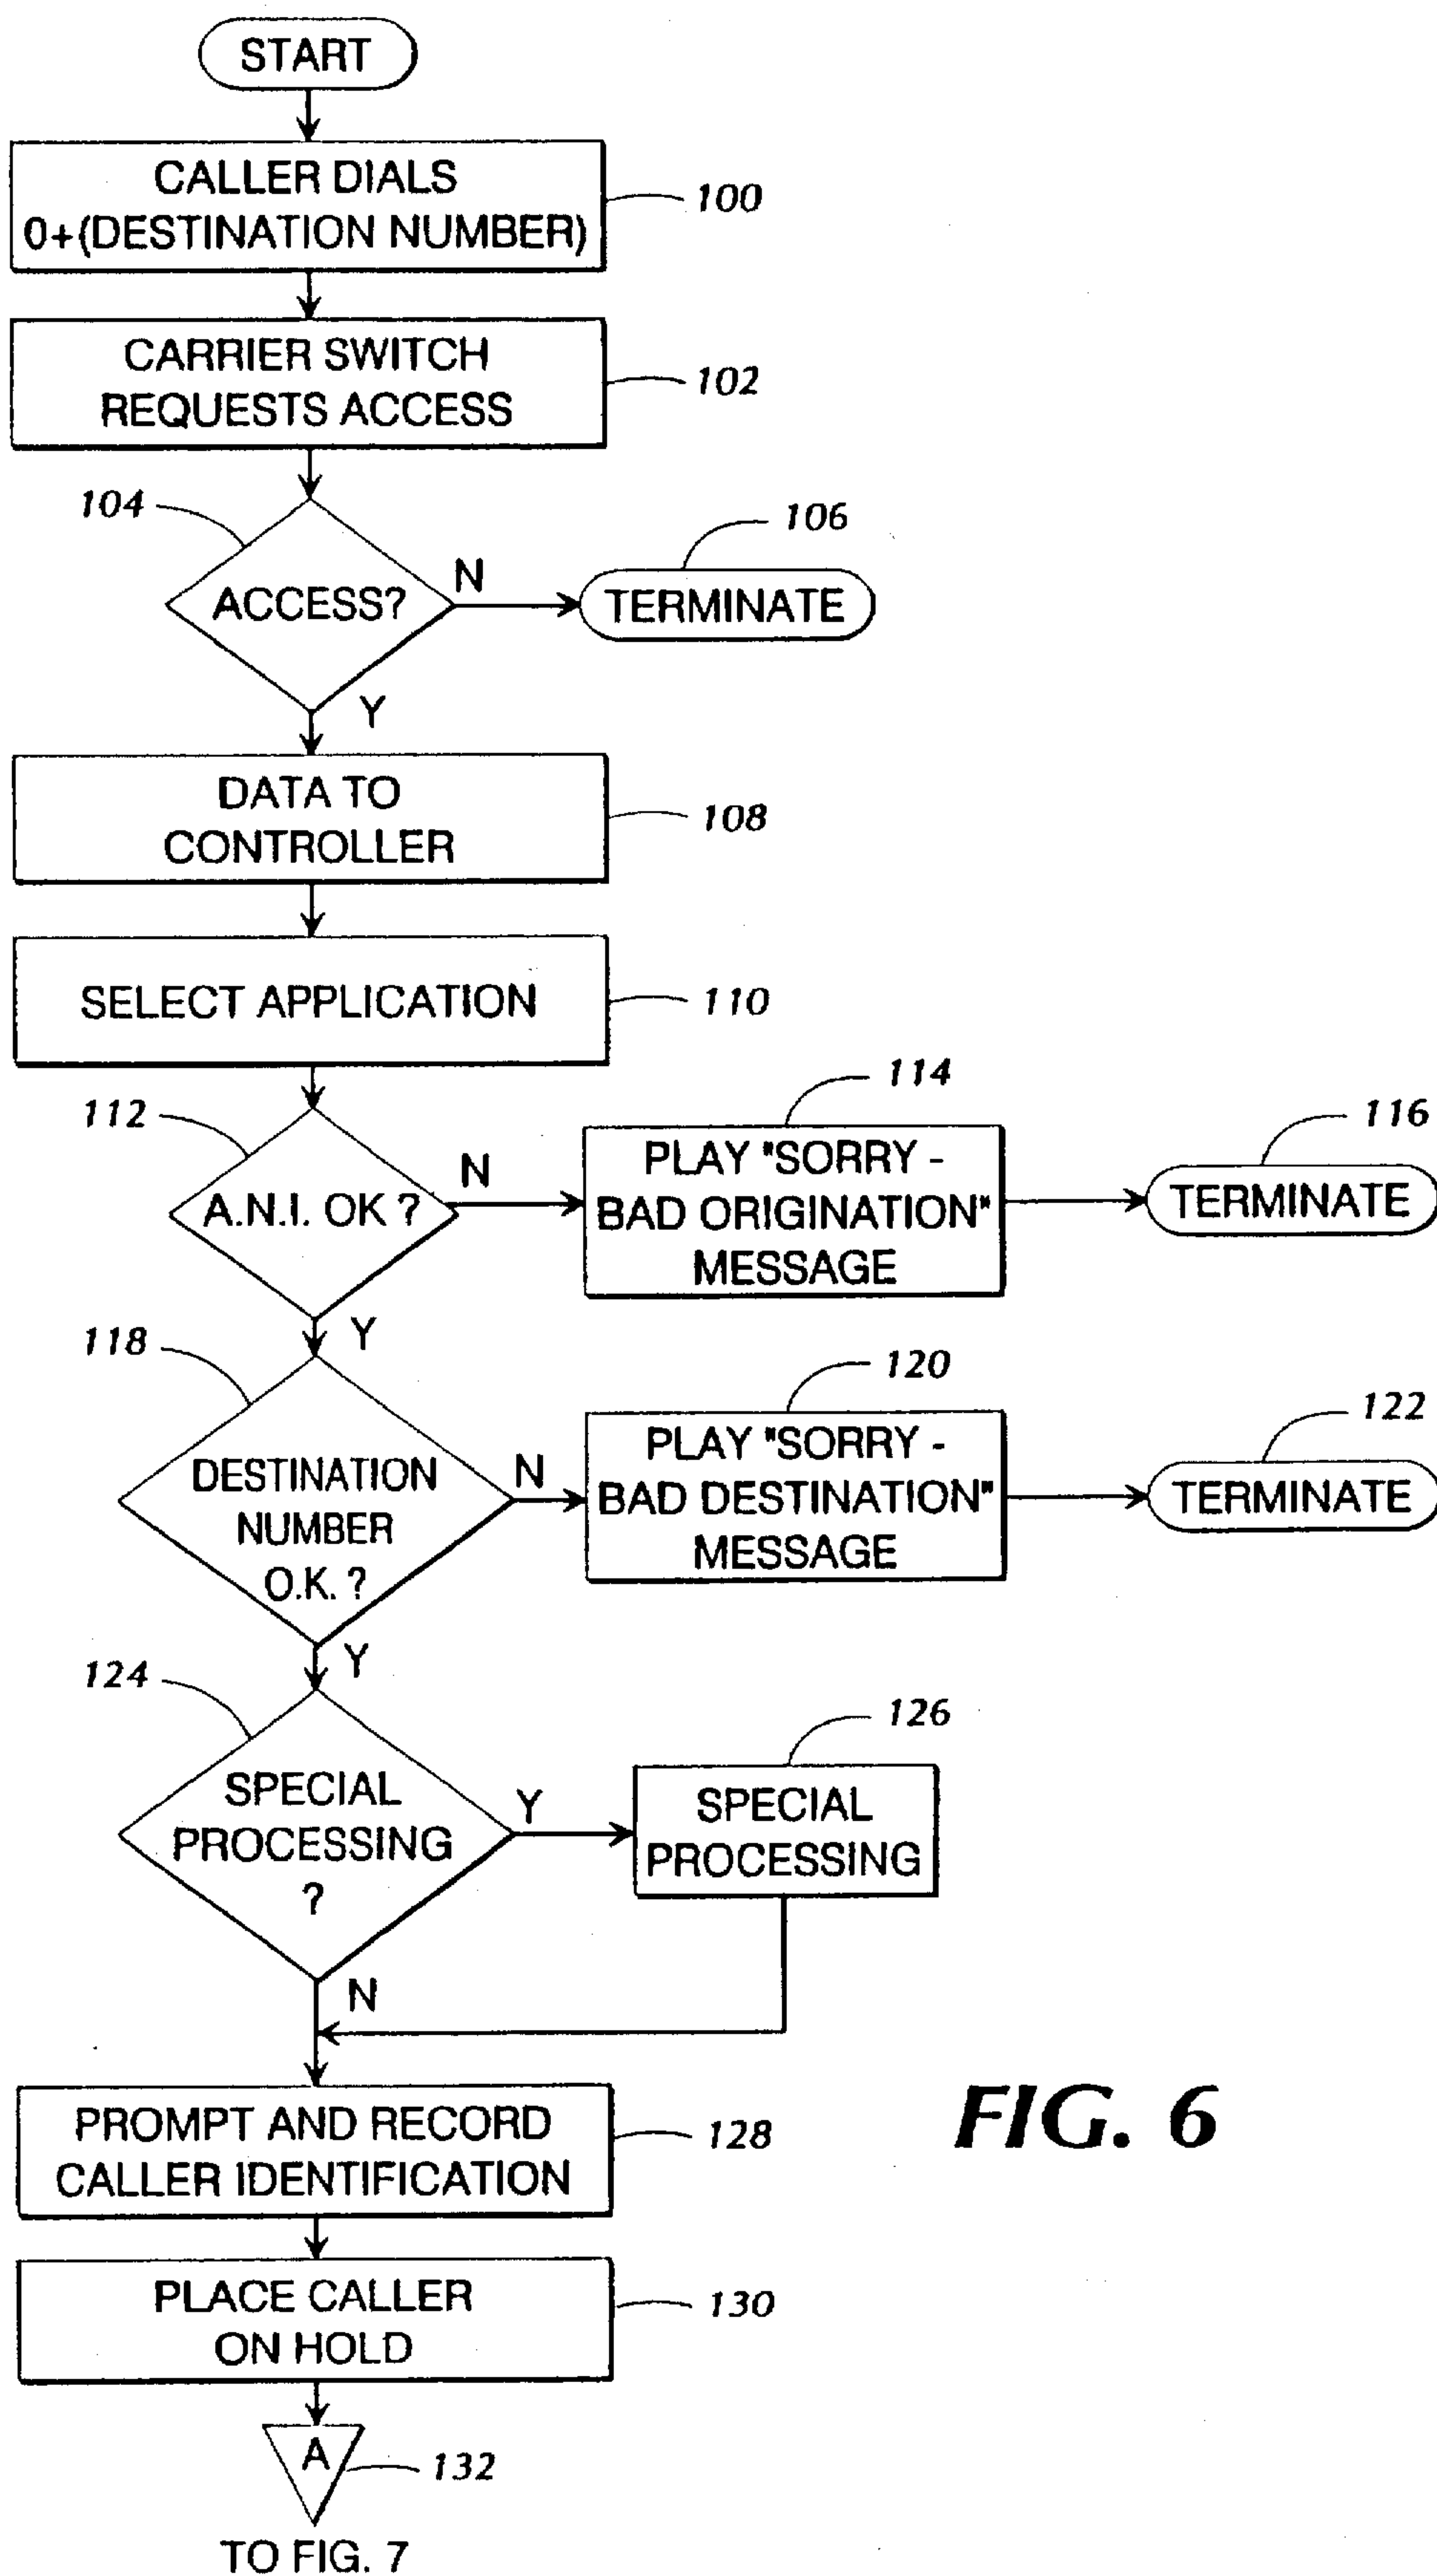 START
CALLER DIALS
0+(DESTINATION NUMBER)
100
CARRIER SWITCH
REQUESTS ACCESS
102
104
ACCESS?
N
106
TERMINATE
Y
DATA TO
CONTROLLER
108
SELECT APPLICATION
110
112
A.N.I. OK ?
N
114
PLAY "SORRY -
BAD ORIGINATION"
MESSAGE
116
TERMINATE
Y
118
DESTINATION
NUMBER
O.K. ?
N
120
PLAY "SORRY -
BAD DESTINATION"
MESSAGE
122
TERMINATE
Y
124
SPECIAL
PROCESSING
?
Y
126
SPECIAL
PROCESSING
N
PROMPT AND RECORD
CALLER IDENTIFICATION
128
FIG. 6
PLACE CALLER
ON HOLD
130
A
132
TO FIG. 7